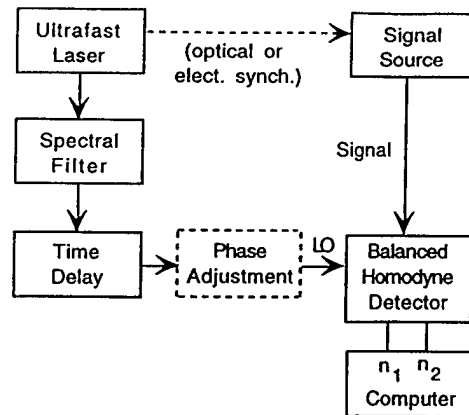 Ultrafast
Laser
(optical or
elect. synch.)
Signal
Source
Spectral
Filter
Signal
Time
Delay
Phase
Adjustment
LO
Balanced
Homodyne
Detector
n1 n2
Computer